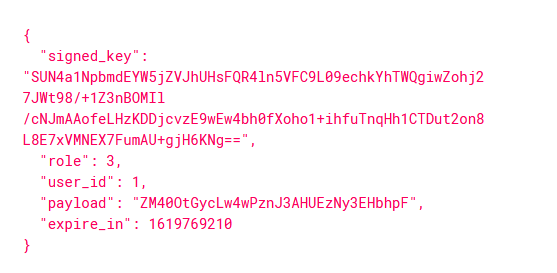 {
"signed_key":
"SUN4a1NpbmdEYW5jZVJhUHsFQR4ln5VFC9L09echkYhTWQgiwZohj2
7JWt98/+1Z3nBOMIl
/cNJmAAofeLHzKDDjcvzE9wEw4bh0fXoho1+ihfuTnqHh1CTDut2on8
L8E7xVMNEX7FumAU+gjH6KNg==",
"role": 3,
"user_id": 1,
"payload": "ZM40OtGycLw4wPznJ3AHUEzNy3EHbhpF",
"expire_in": 1619769210
}